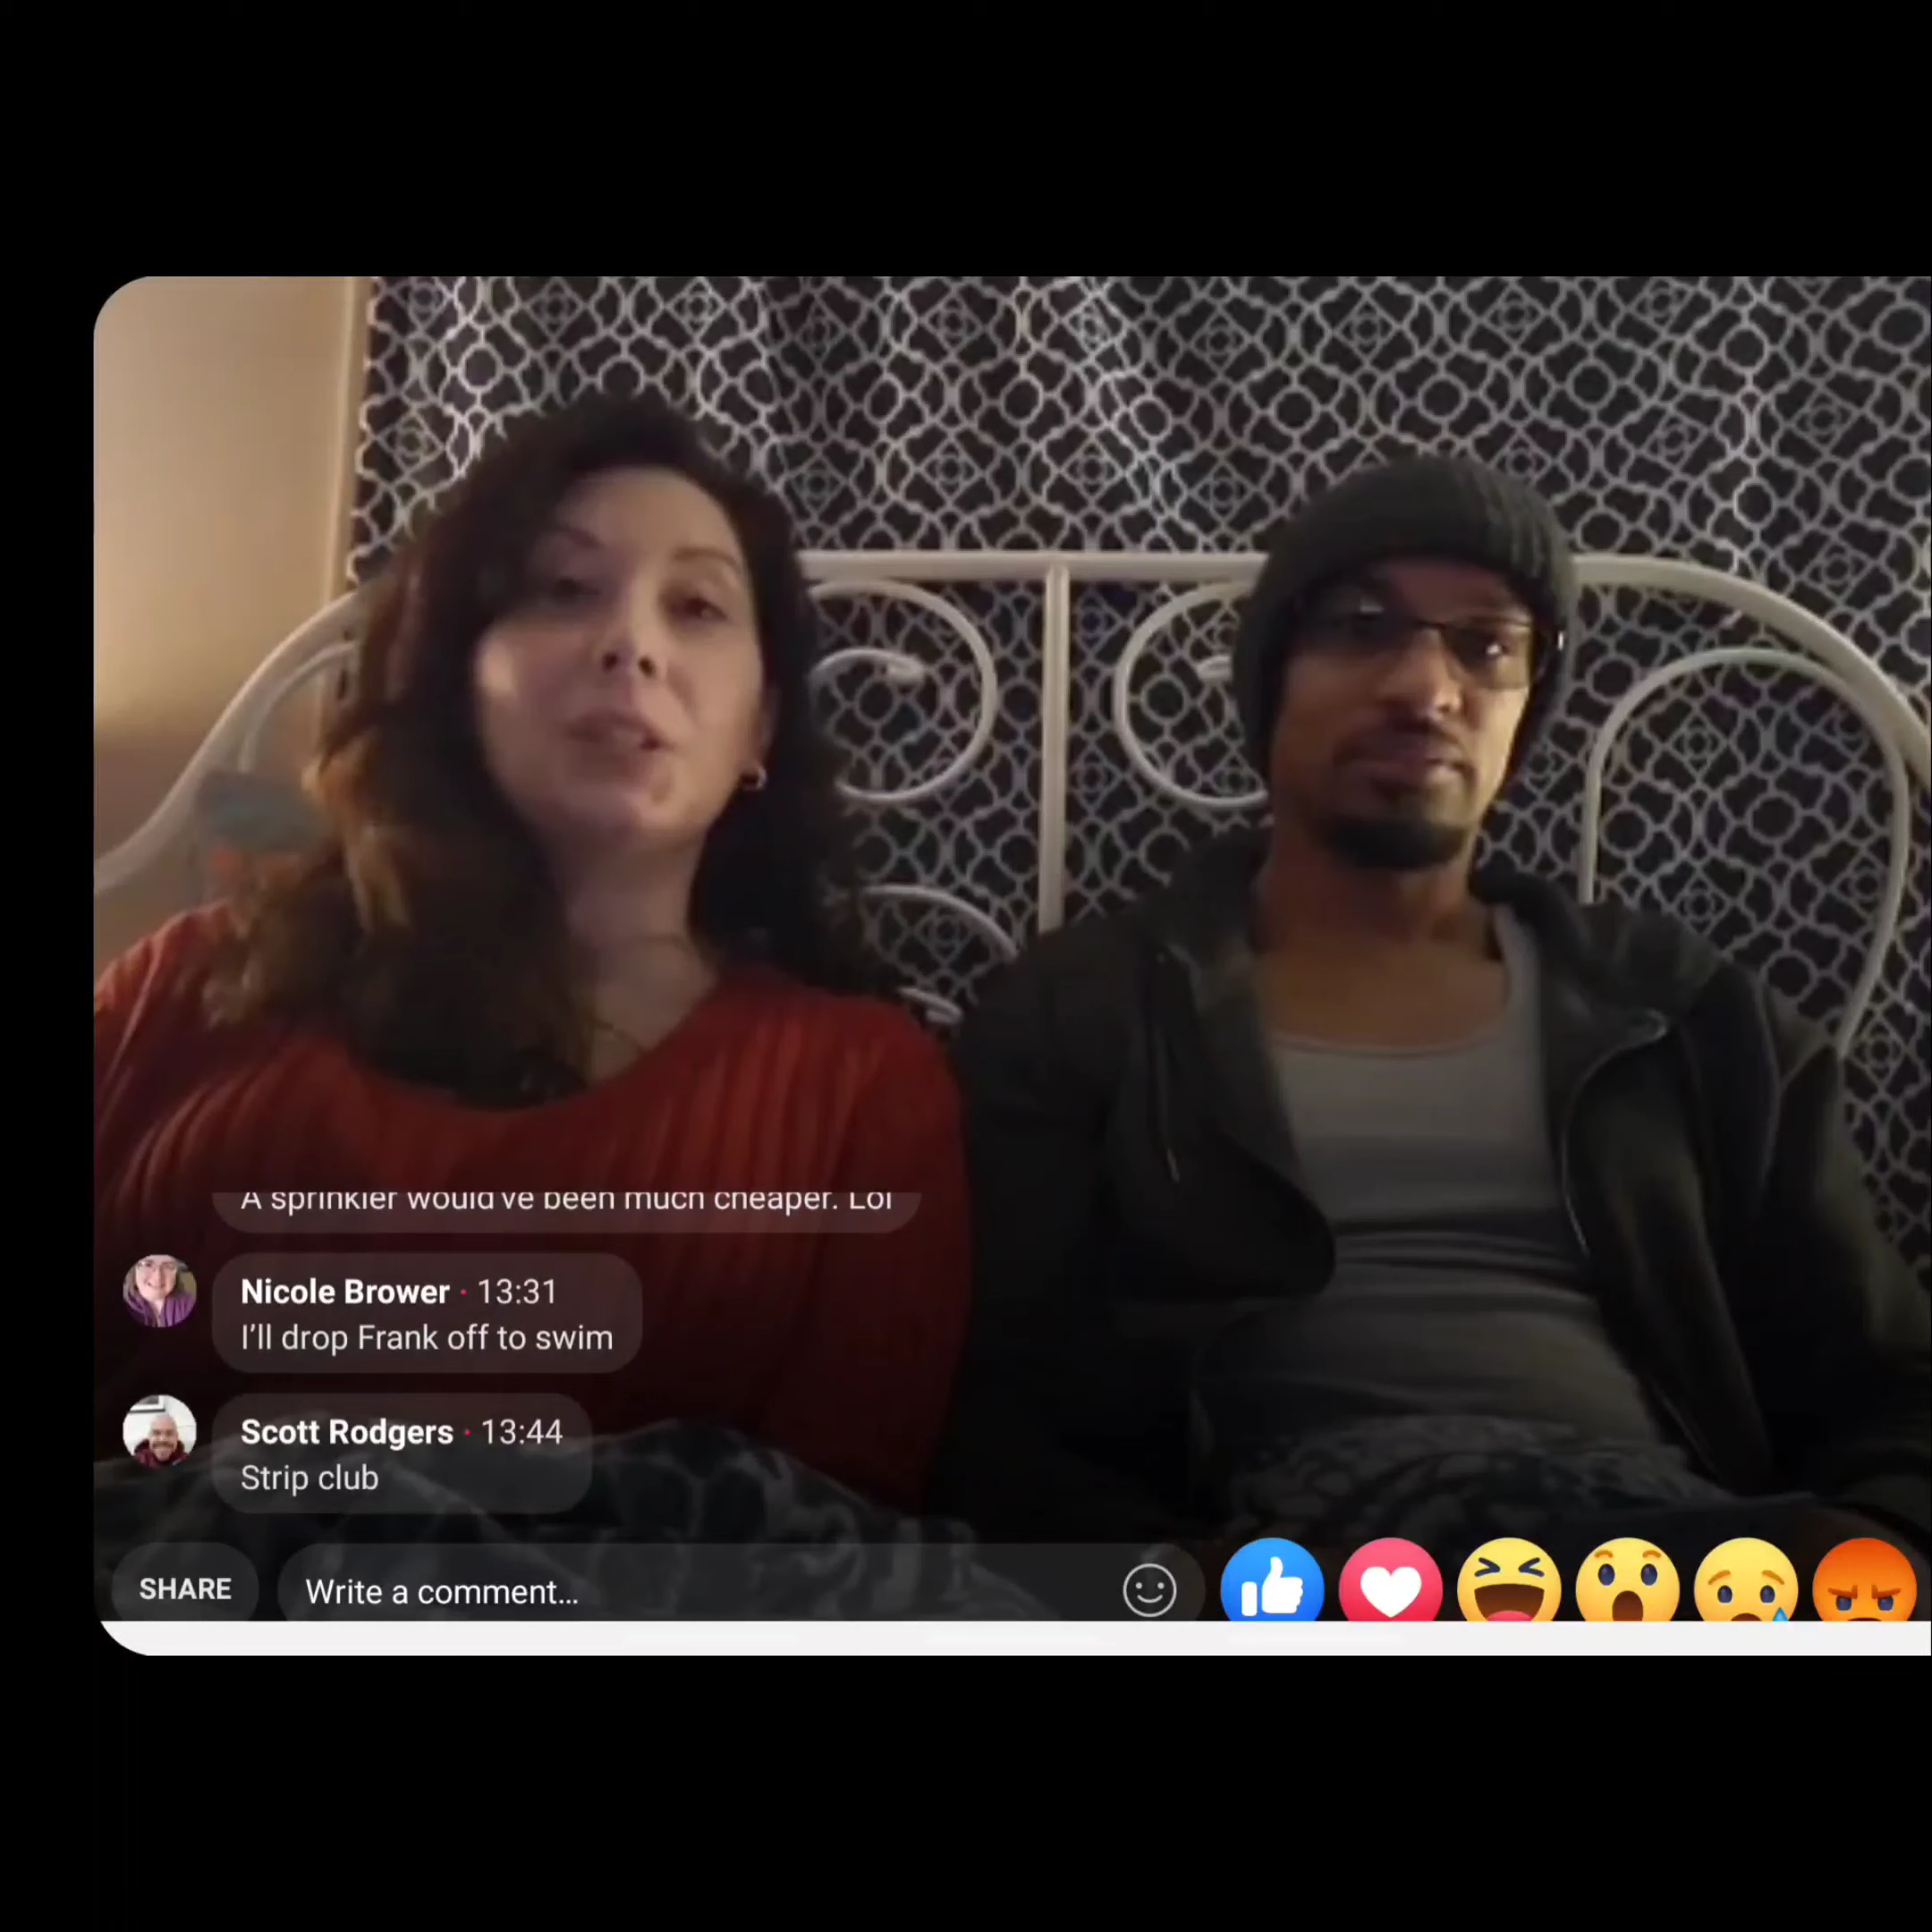 A sprinkler would've been much cheaper. Lol
Nicole Brower · 13:31
I'll drop Frank off to swim
Scott Rodgers · 13:44
Strip club
SHARE
Write a comment...